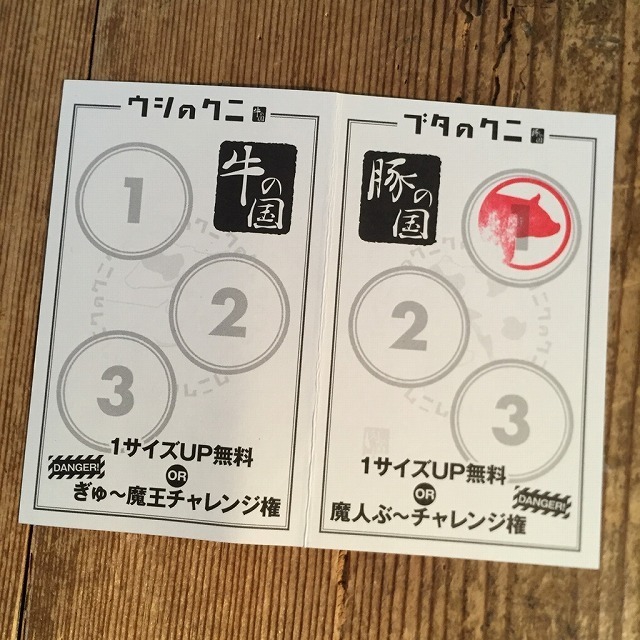 ウシのクニ
牛の国
1
2
3
1サイズUP無料
DANGER!
OR
ぎゅ〜魔王チャレンジ権
ブタのクニ
豚の国
1
2
3
1サイズUP無料
OR
DANGER!
魔人ぶ〜チャレンジ権